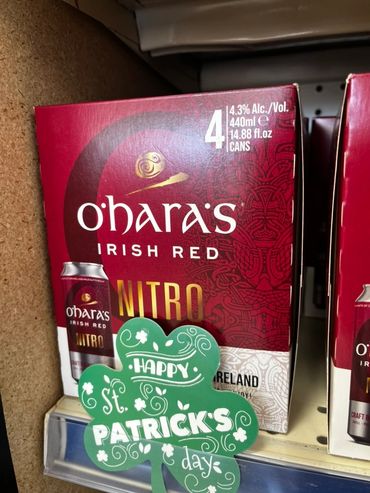 4
4.3% Alc./Vol.
440ml e
14.88 fl.oz
CANS
O'HARA'S
IRISH RED
NITRO
O'HARA'S
IRISH RED
NITRO
IRELAND
HAPPY
St.
PATRICK'S
day
CRAFT